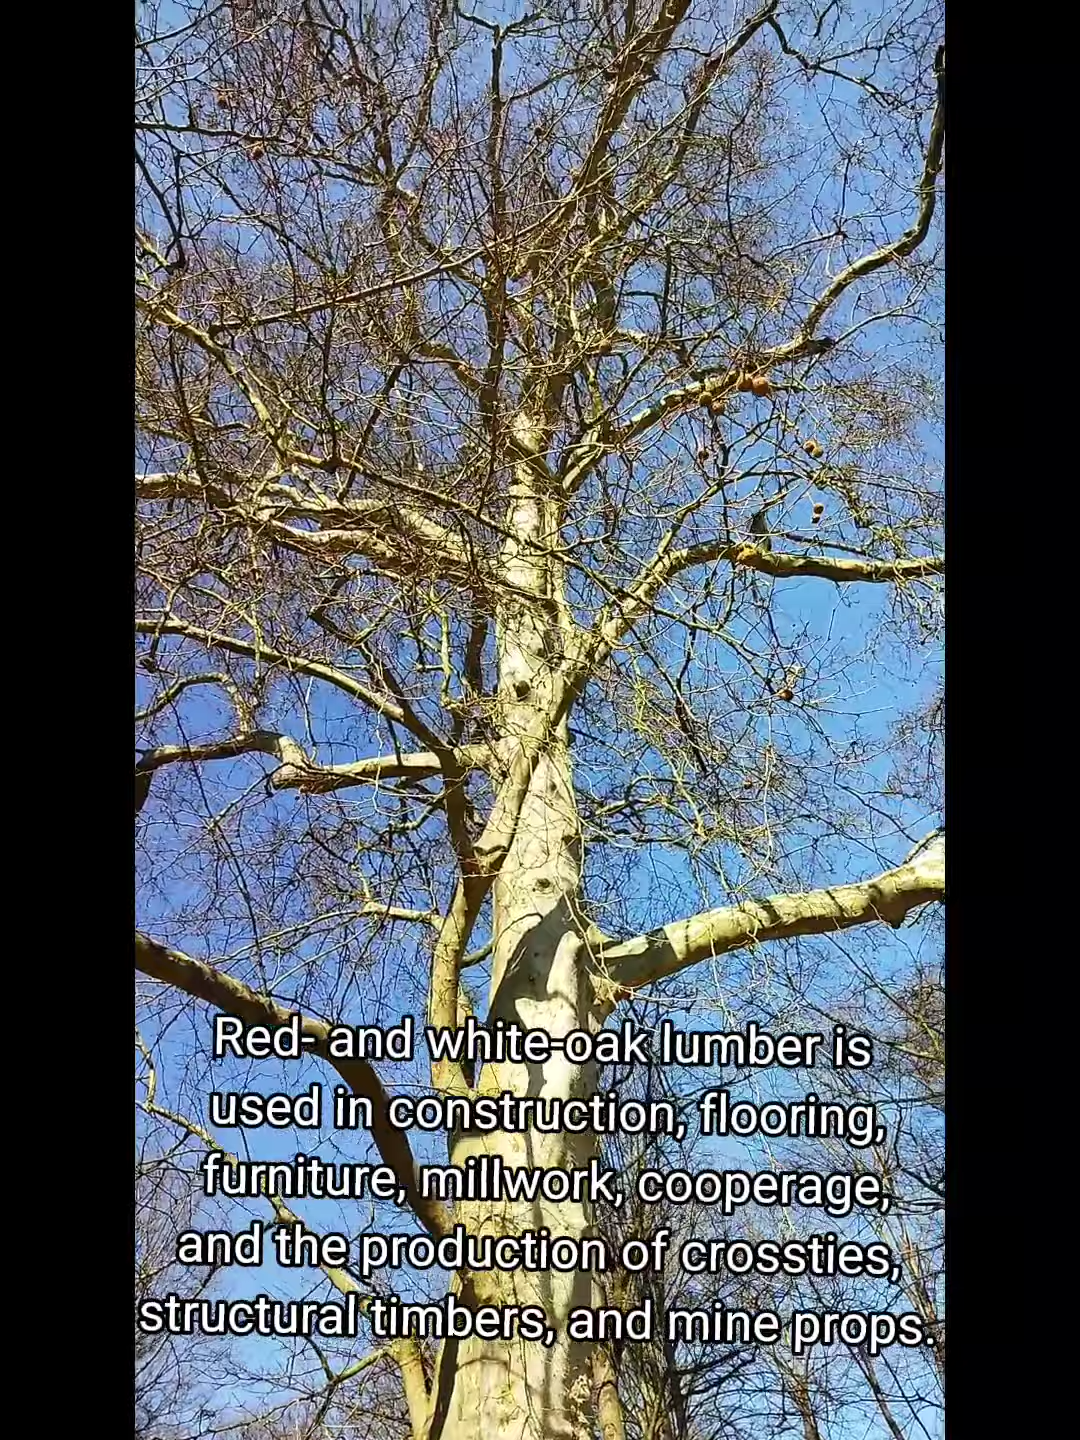 Red- and white-oak lumber is
used in construction, flooring,
furniture, millwork, cooperage,
and the production of crossties,
structural timbers, and mine props.